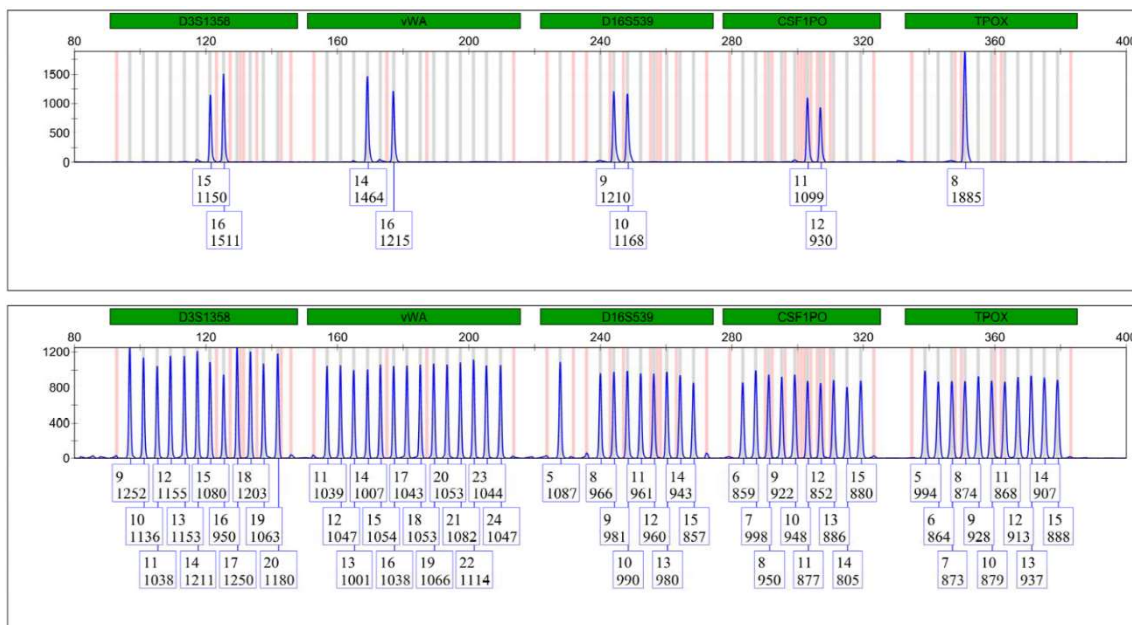 D3S1358 vWA D16S539 CSF1PO TPOX
80 120 160 200 240 280 320 360 400
1500
1000
500
0
15 14 9 11 8
1150 1464 1210 1099 1885
16 16 10 12
1511 1215 1168 930
D3S1358 vWA D16S539 CSF1PO TPOX
80 120 160 200 240 280 320 360 400
1200
800
400
0
9 12 15 18 11 14 17 20 23 5 8 11 14 6 9 12 15 5 8 11 14
1252 1155 1080 1203 1039 1007 1043 1053 1044 1087 966 961 943 859 922 852 880 994 874 868 907
10 13 16 19 12 15 18 21 24 9 12 15 7 10 13 6 9 12 15
1136 1153 950 1063 1047 1054 1053 1082 1047 981 960 857 998 948 886 864 928 913 888
11 14 17 20 13 16 19 22 10 13 8 11 14 7 10 13
1038 1211 1250 1180 1001 1038 1066 1114 990 980 950 877 805 873 879 937